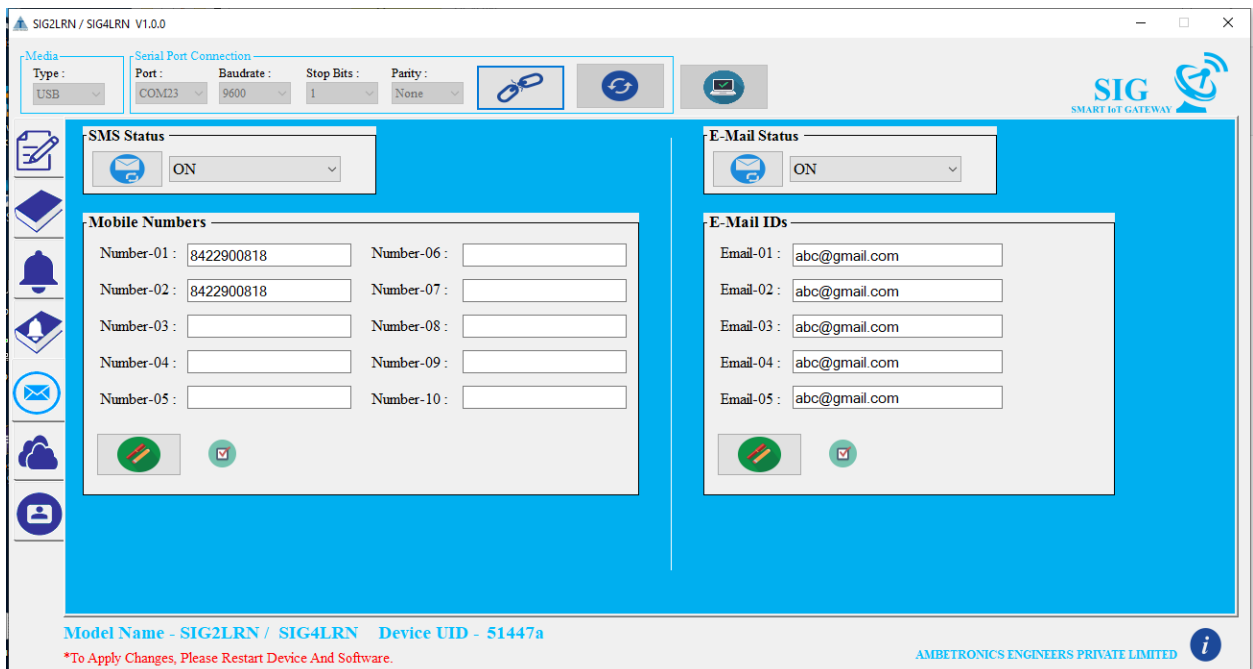 SIG2LRN / SIG4LRN  V1.0.0
Media
Type :
USB
Serial Port Connection
Port : Baudrate : Stop Bits : Parity :
COM23 9600 1 None
SIG
SMART IoT GATEWAY
SMS Status
ON
E-Mail Status
ON
Mobile Numbers
Number-01 : 8422900818 Number-06 :
Number-02 : 8422900818 Number-07 :
Number-03 : Number-08 :
Number-04 : Number-09 :
Number-05 : Number-10 :
E-Mail IDs
Email-01 : abc@gmail.com
Email-02 : abc@gmail.com
Email-03 : abc@gmail.com
Email-04 : abc@gmail.com
Email-05 : abc@gmail.com
Model Name - SIG2LRN / SIG4LRN Device UID - 51447a
*To Apply Changes, Please Restart Device And Software.
AMBETRONICS ENGINEERS PRIVATE LIMITED
i